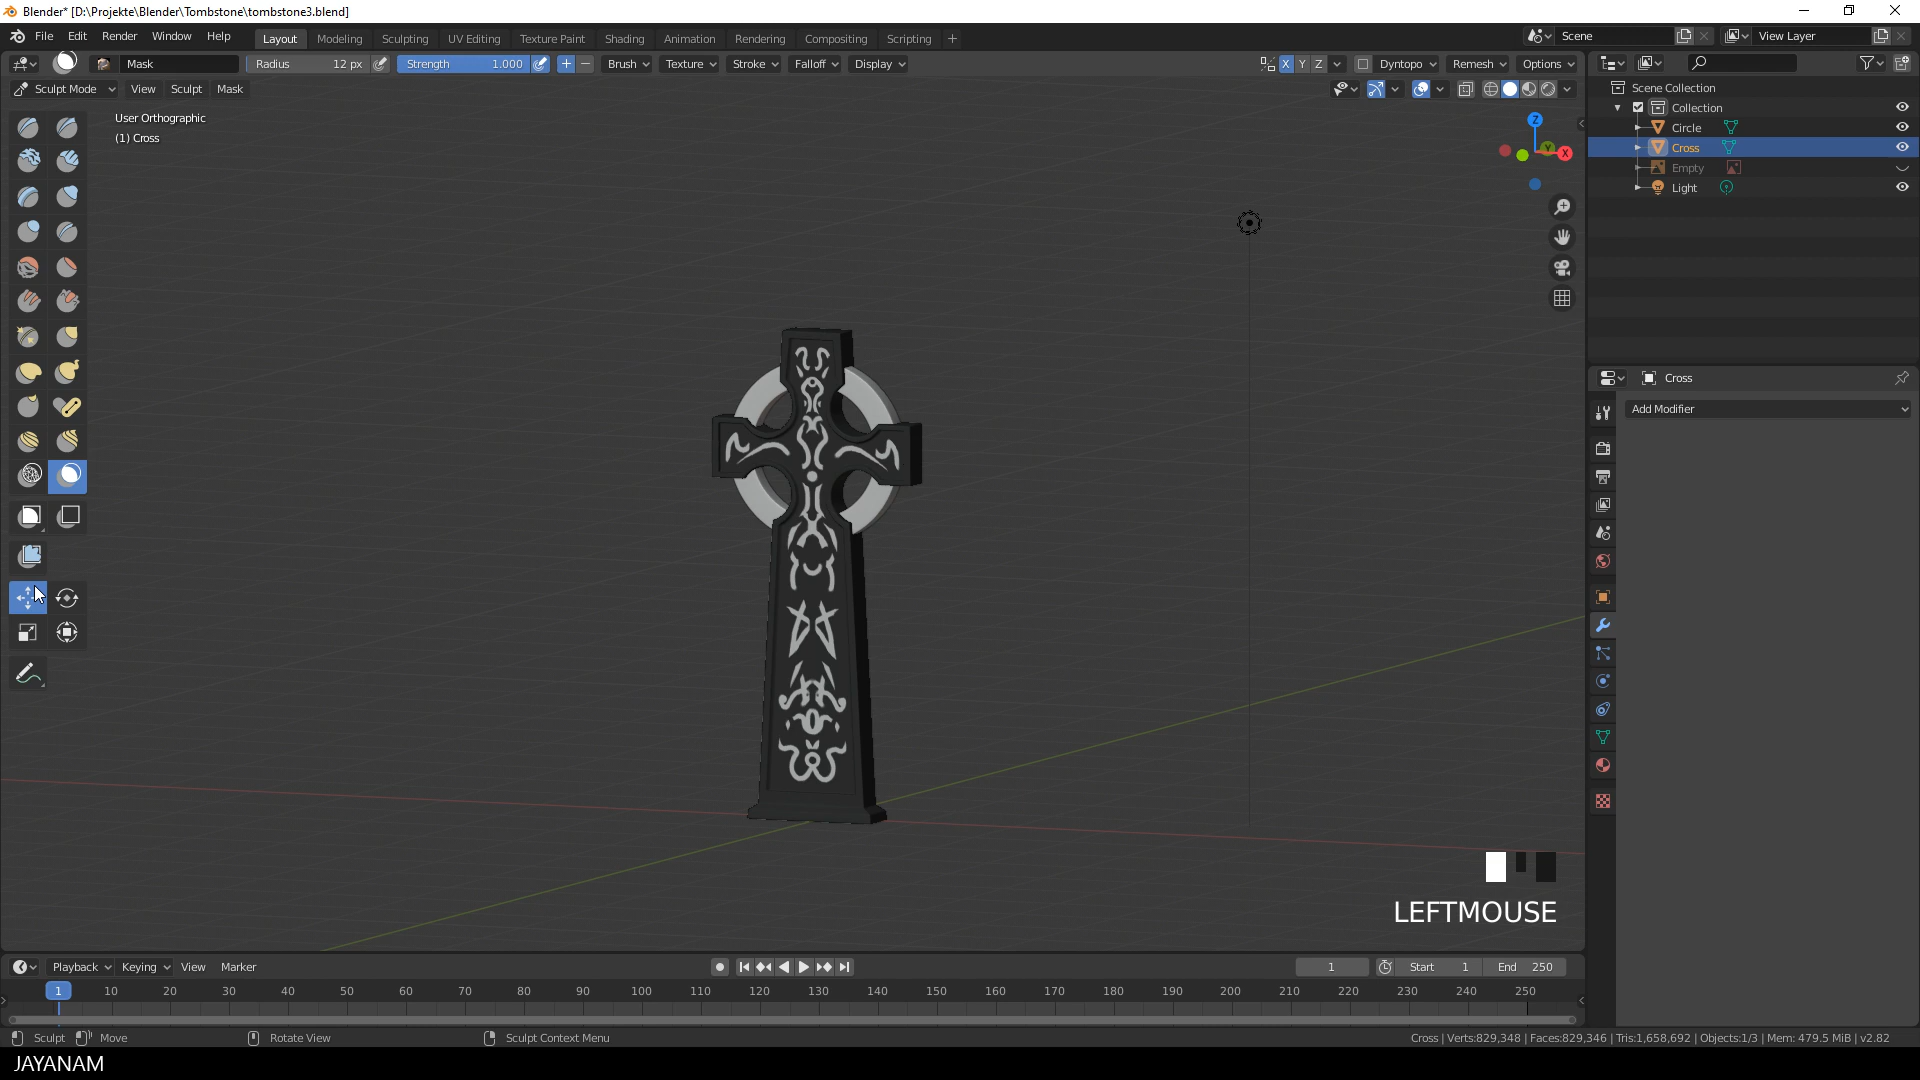 Blender* [D:\Projekte\Blender\Tombstone\tombstone3.blend]
File Edit Render Window Help Layout Modeling Sculpting UV Editing Texture Paint Shading Animation Rendering Compositing Scripting + Scene View Layer
Mask Radius 12 px Strength 1.000 + − Brush Texture Stroke Falloff Display X Y Z Dyntopo Remesh Options
Sculpt Mode View Sculpt Mask
User Orthographic
(1) Cross
Z
Y
X
Scene Collection
Collection
Circle
Cross
Empty
Light
Cross
Add Modifier
LEFTMOUSE
Playback Keying View Marker 1 Start 1 End 250
1 10 20 30 40 50 60 70 80 90 100 110 120 130 140 150 160 170 180 190 200 210 220 230 240 250
Sculpt Move Rotate View Sculpt Context Menu Cross | Verts:829,348 | Faces:829,346 | Tris:1,658,692 | Objects:1/3 | Mem: 479.5 MiB | v2.82
JAYANAM